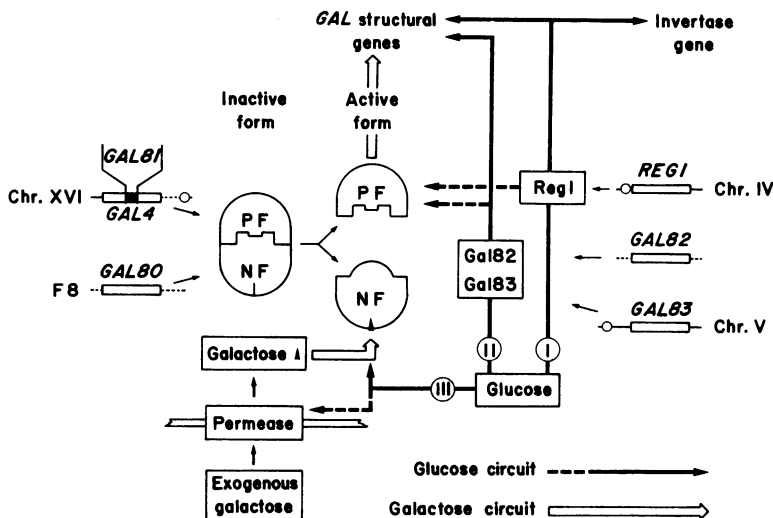 GAL structural
genes
Invertase
gene
Inactive
form
Active
form
GAL81
Chr. XVI
GAL4
PF
NF
PF
NF
GAL80
F8
Reg1
REG1
Chr. IV
Gal82
Gal83
GAL82
GAL83
Chr. V
II
I
III
Glucose
Galactose
Permease
Exogenous
galactose
Glucose circuit
Galactose circuit